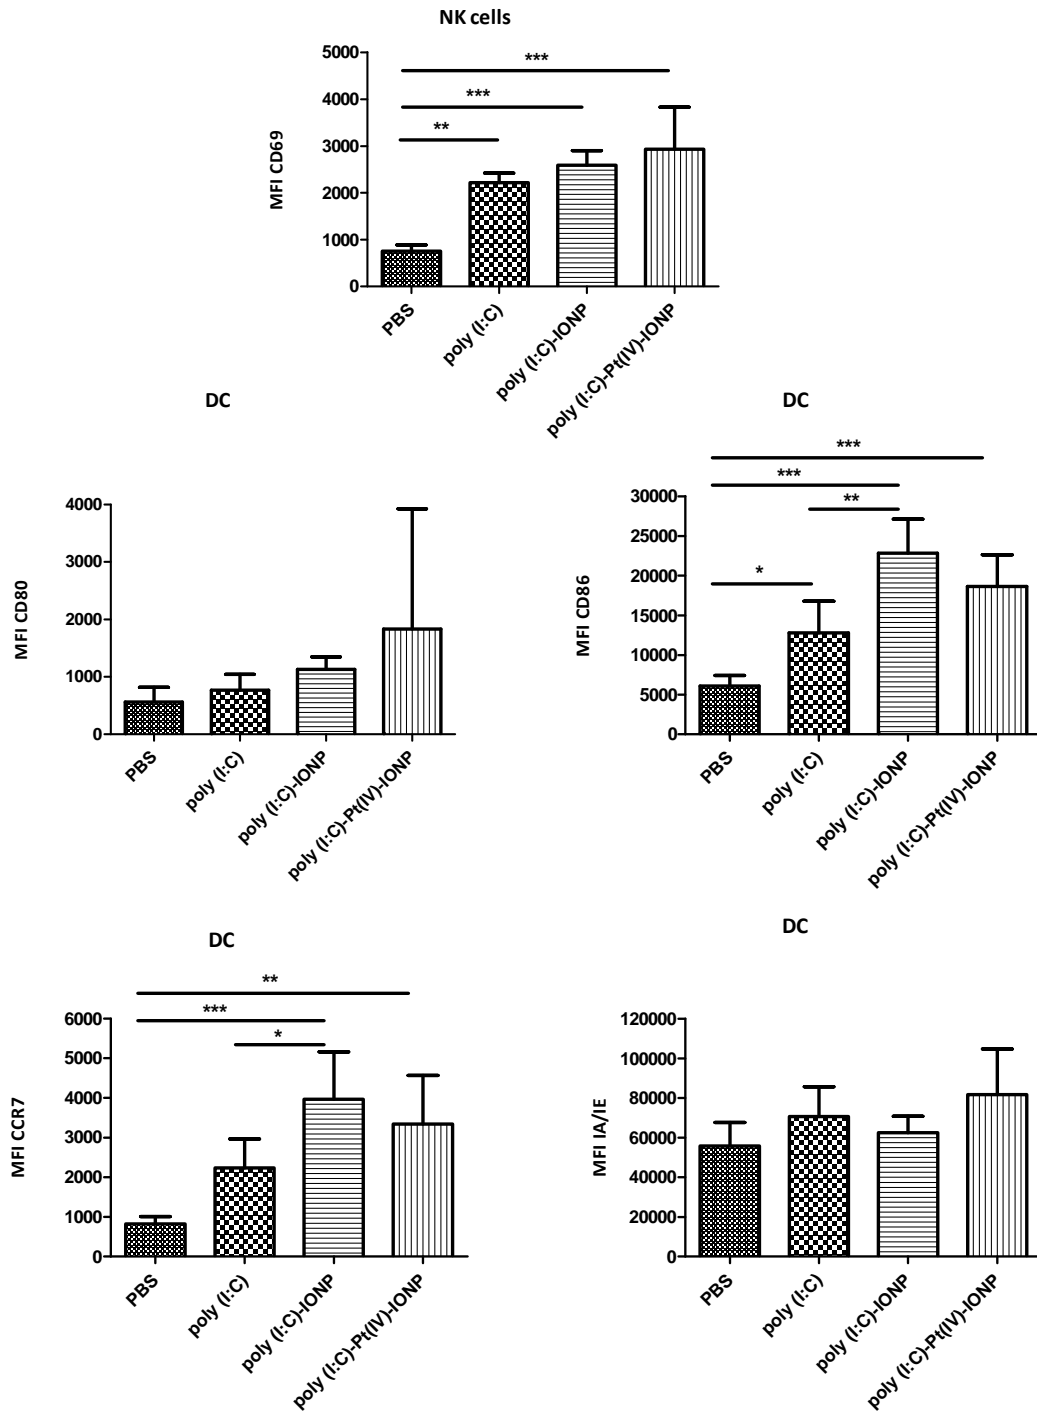 NK cells
MFI CD69
5000
4000
3000
2000
1000
0
***
***
**
PBS
poly (I:C)
poly (I:C)-IONP
poly (I:C)-Pt(IV)-IONP
DC
MFI CD80
4000
3000
2000
1000
0
PBS
poly (I:C)
poly (I:C)-IONP
poly (I:C)-Pt(IV)-IONP
DC
MFI CD86
30000
25000
20000
15000
10000
5000
0
***
***
**
*
PBS
poly (I:C)
poly (I:C)-IONP
poly (I:C)-Pt(IV)-IONP
DC
MFI CCR7
6000
5000
4000
3000
2000
1000
0
**
***
*
PBS
poly (I:C)
poly (I:C)-IONP
poly (I:C)-Pt(IV)-IONP
DC
MFI IA/IE
120000
100000
80000
60000
40000
20000
0
PBS
poly (I:C)
poly (I:C)-IONP
poly (I:C)-Pt(IV)-IONP